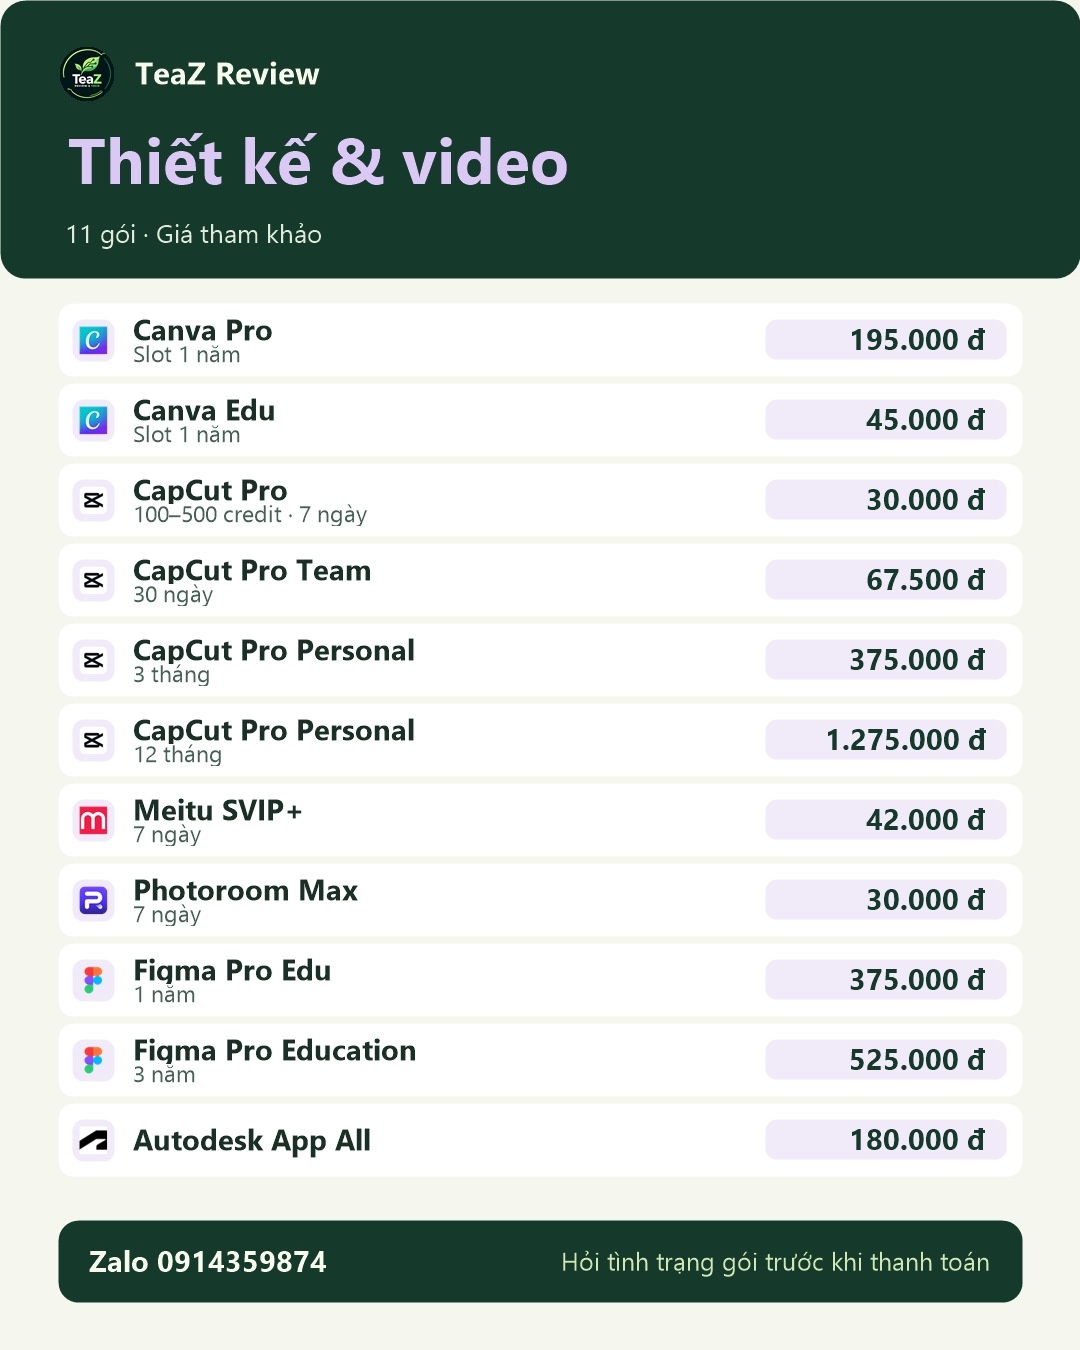 TeaZ
TeaZ Review
Thiết kế & video
11 gói · Giá tham khảo
Canva Pro
Slot 1 năm
195.000 đ
Canva Edu
Slot 1 năm
45.000 đ
CapCut Pro
100–500 credit · 7 ngày
30.000 đ
CapCut Pro Team
30 ngày
67.500 đ
CapCut Pro Personal
3 tháng
375.000 đ
CapCut Pro Personal
12 tháng
1.275.000 đ
Meitu SVIP+
7 ngày
42.000 đ
Photoroom Max
7 ngày
30.000 đ
Figma Pro Edu
1 năm
375.000 đ
Figma Pro Education
3 năm
525.000 đ
Autodesk App All
180.000 đ
Zalo 0914359874
Hỏi tình trạng gói trước khi thanh toán